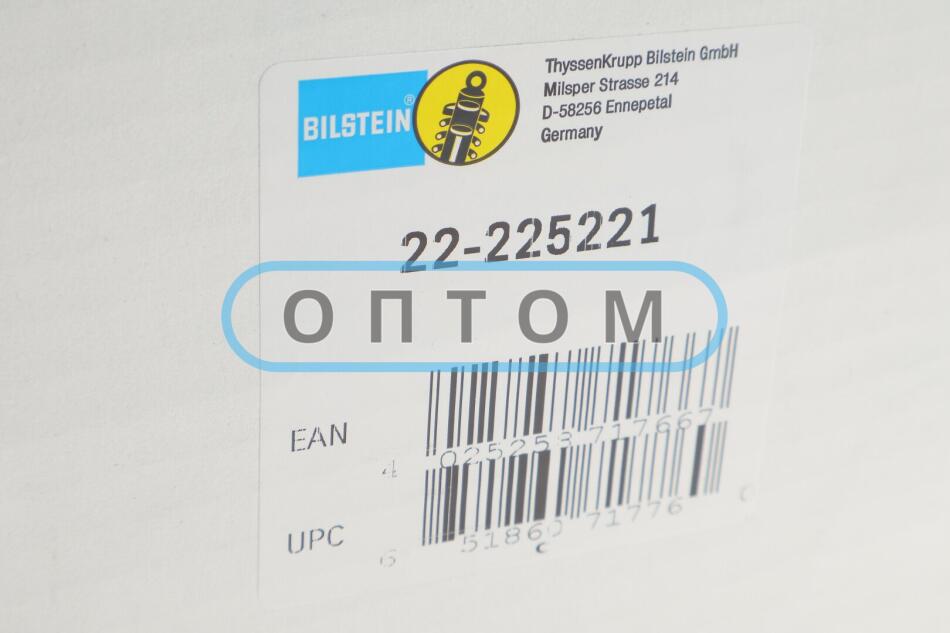 BILSTEIN®
ThyssenKrupp Bilstein GmbH
Milsper Strasse 214
D-58256 Ennepetal
Germany
22-225221
ОПТОМ
EAN
4 025258 717667
UPC
6 51860 71776